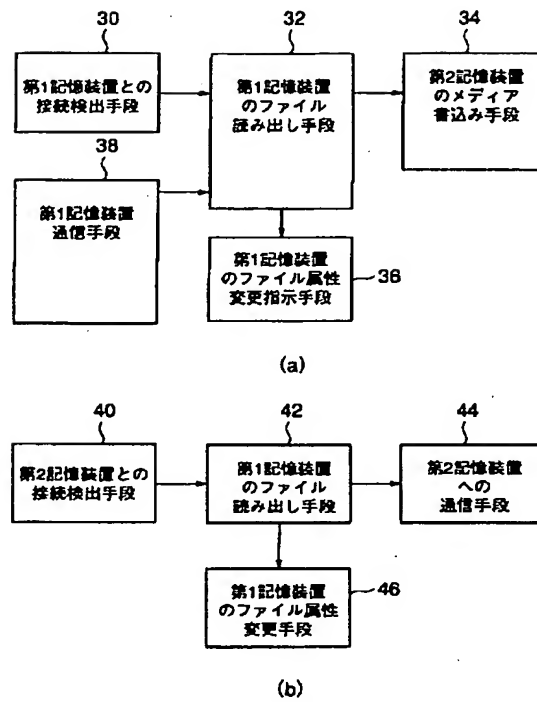 30
32
34
第1記憶装置との
接続検出手段
第1記憶装置
のファイル
読み出し手段
第2記憶装置
のメディア
書込み手段
38
第1記憶装置
通信手段
第1記憶装置
のファイル属性
変更指示手段
36
(a)
40
42
44
第2記憶装置との
接続検出手段
第1記憶装置
のファイル
読み出し手段
第2記憶装置
への
通信手段
第1記憶装置
のファイル属性
変更手段
46
(b)